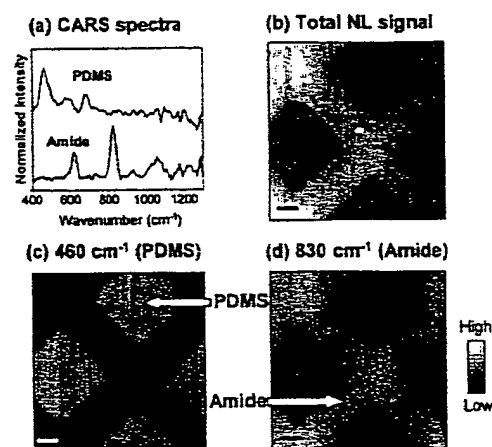 (a) CARS spectra
Normalized Intensity
PDMS
Amide
400 600 800 1000 1200
Wavenumber (cm⁻¹)
(b) Total NL signal
(c) 460 cm⁻¹ (PDMS)
(d) 830 cm⁻¹ (Amide)
PDMS
Amide
High
Low